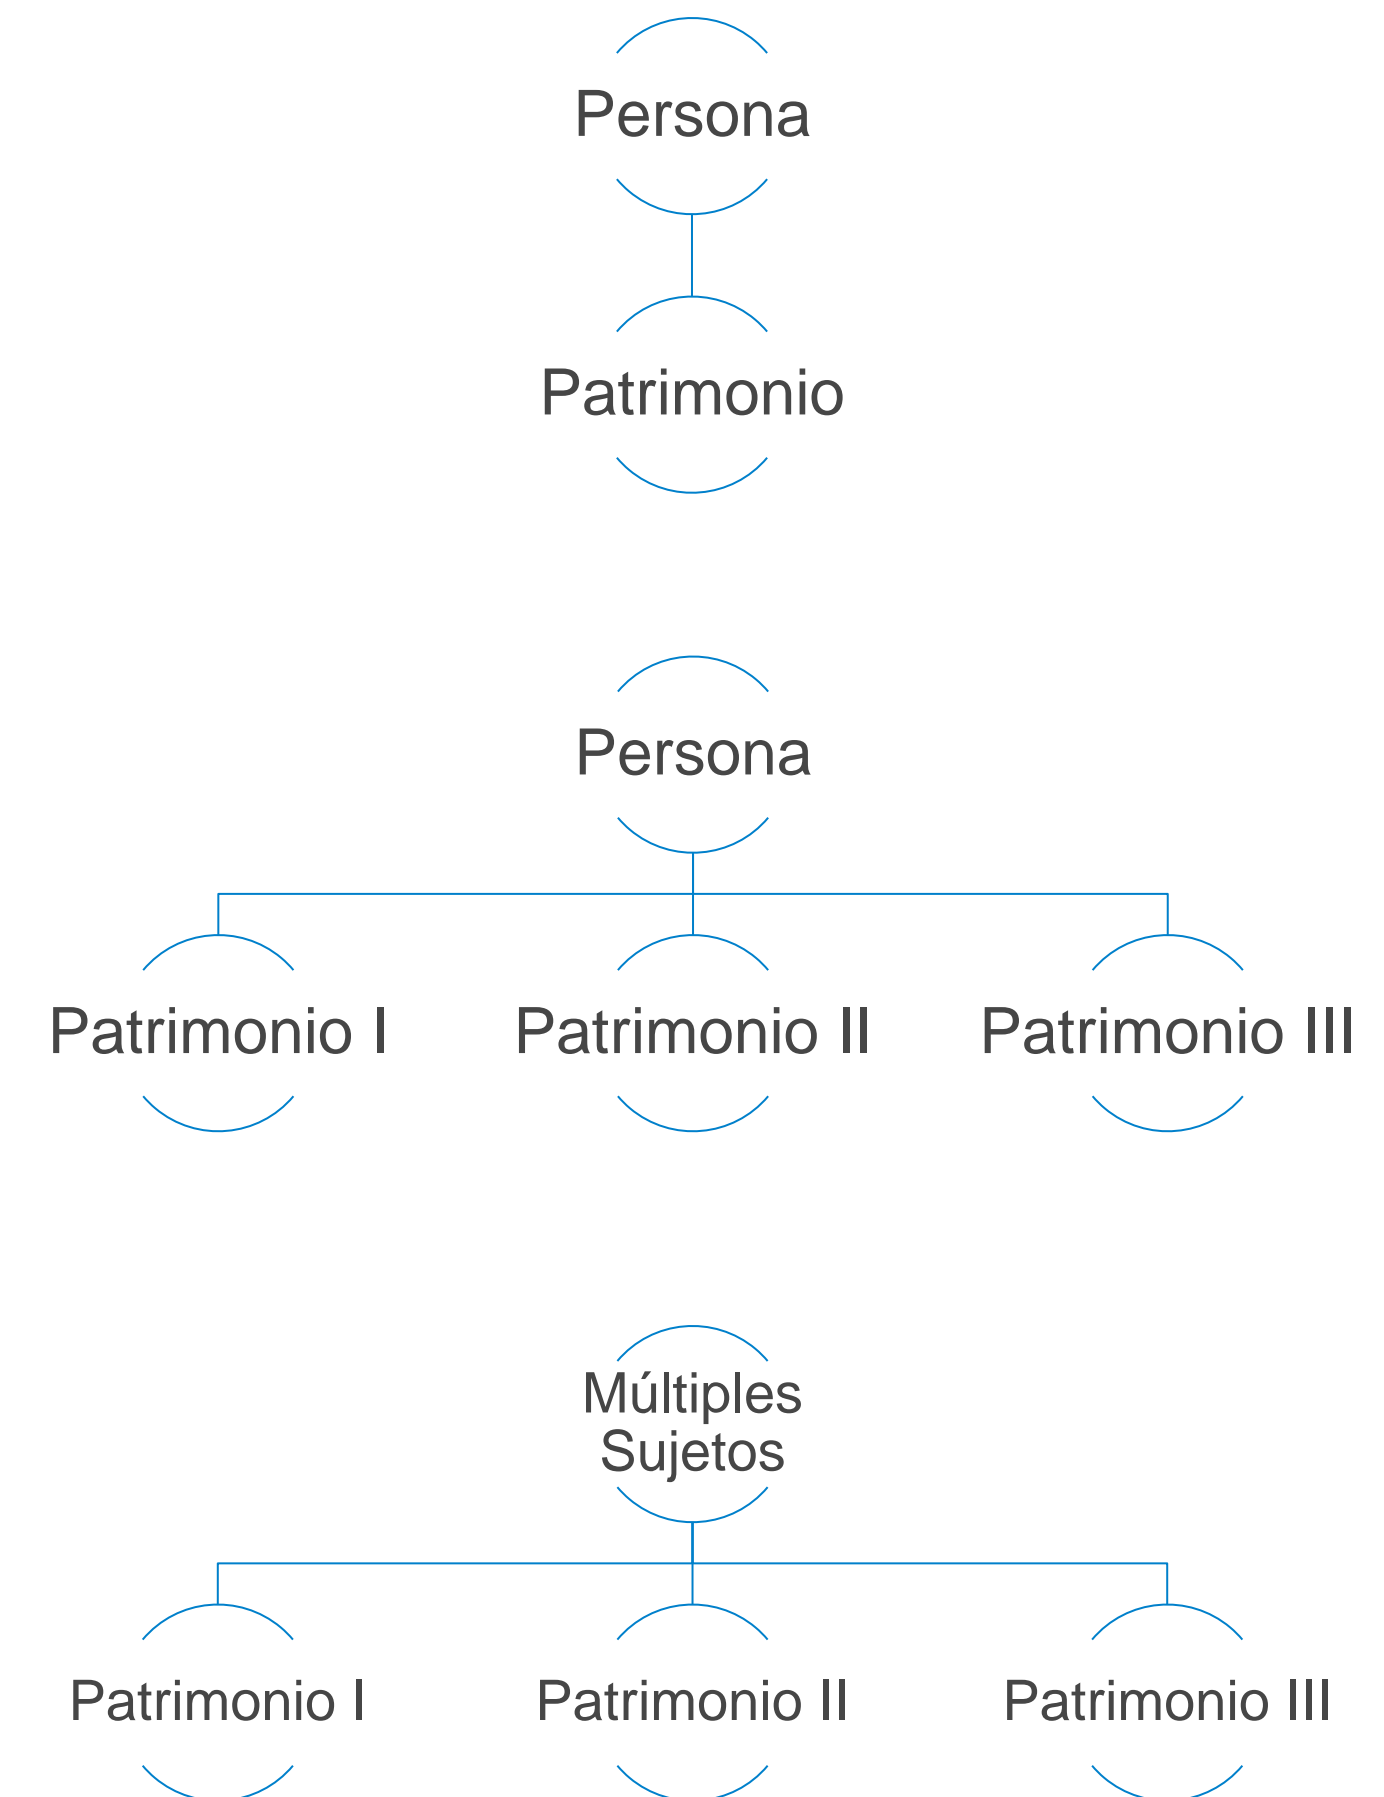 Persona
Patrimonio
Persona
Patrimonio I
Patrimonio II
Patrimonio III
Múltiples
Sujetos
Patrimonio I
Patrimonio II
Patrimonio III